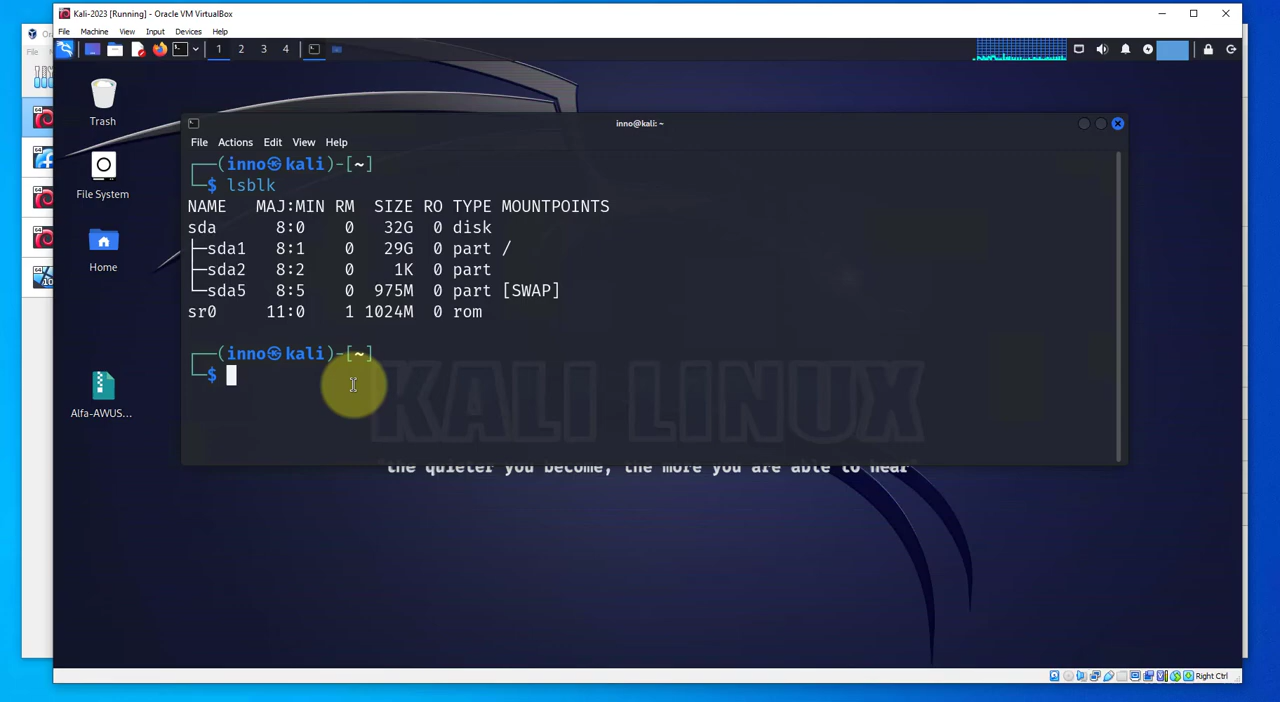 Kali-2023 [Running] - Oracle VM VirtualBox
File Machine View Input Devices Help
1 2 3 4
Trash
File System
Home
Alfa-AWUS...
inno@kali: ~
File Actions Edit View Help
┌──(inno㉿kali)-[~]
└─$ lsblk
NAME MAJ:MIN RM SIZE RO TYPE MOUNTPOINTS
sda 8:0 0 32G 0 disk
├─sda1 8:1 0 29G 0 part /
├─sda2 8:2 0 1K 0 part
└─sda5 8:5 0 975M 0 part [SWAP]
sr0 11:0 1 1024M 0 rom
┌──(inno㉿kali)-[~]
└─$
KALI LINUX
"the quieter you become, the more you are able to hear"
Right Ctrl